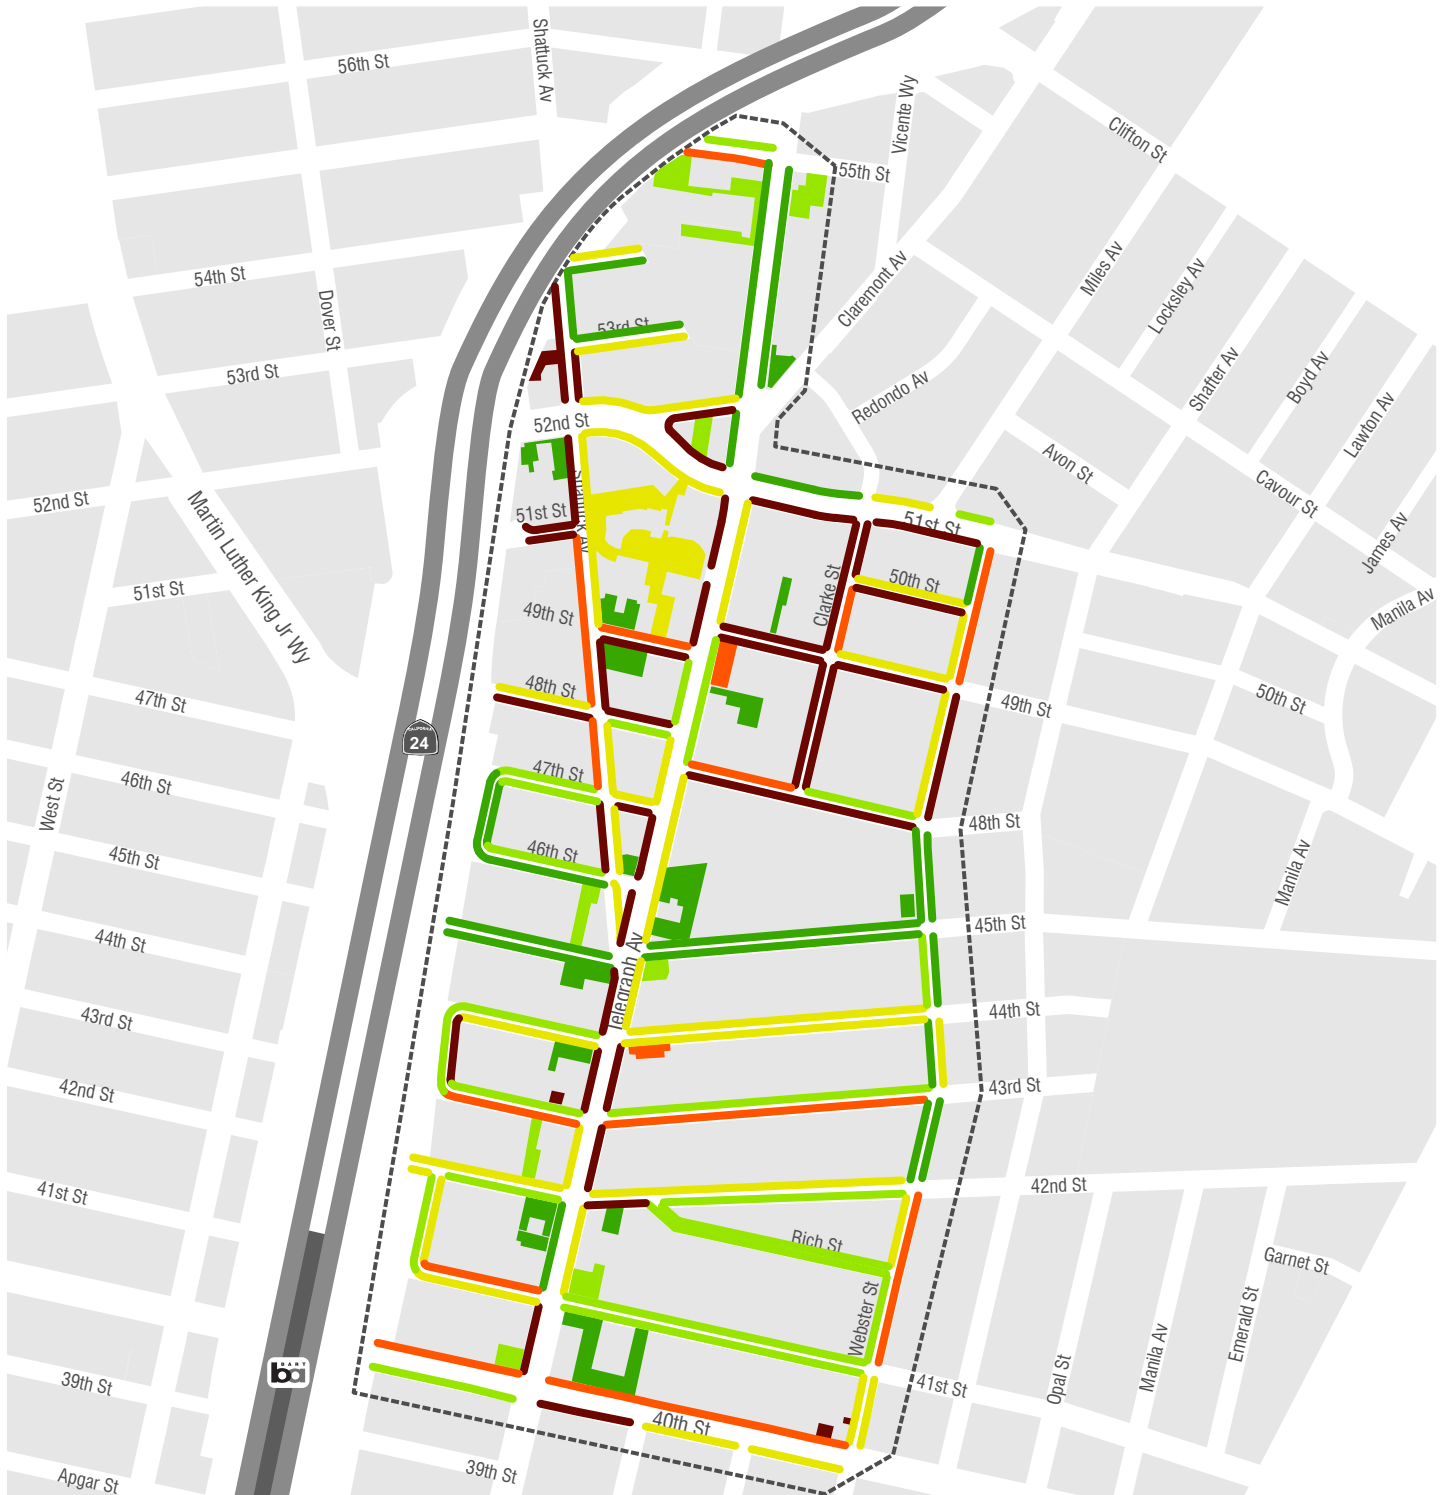 56th St
Shattuck Av
Vicente Wy
Clifton St
55th St
54th St
Dover St
53rd St
Claremont Av
Miles Av
Locksley Av
53rd St
Redondo Av
Shafter Av
Boyd Av
Lawton Av
52nd St
Avon St
Cavour St
52nd St
Martin Luther King Jr Wy
Shattuck Av
51st St
51st St
James Av
51st St
50th St
Clarke St
Manila Av
49th St
48th St
47th St
49th St
50th St
CALIFORNIA
24
46th St
47th St
West St
48th St
45th St
46th St
Manila Av
44th St
Telegraph Av
45th St
43rd St
44th St
42nd St
43rd St
41st St
42nd St
Rich St
Garnet St
Webster St
Emerald St
BART
ba
39th St
41st St
Opal St
Manila Av
40th St
39th St
Apgar St